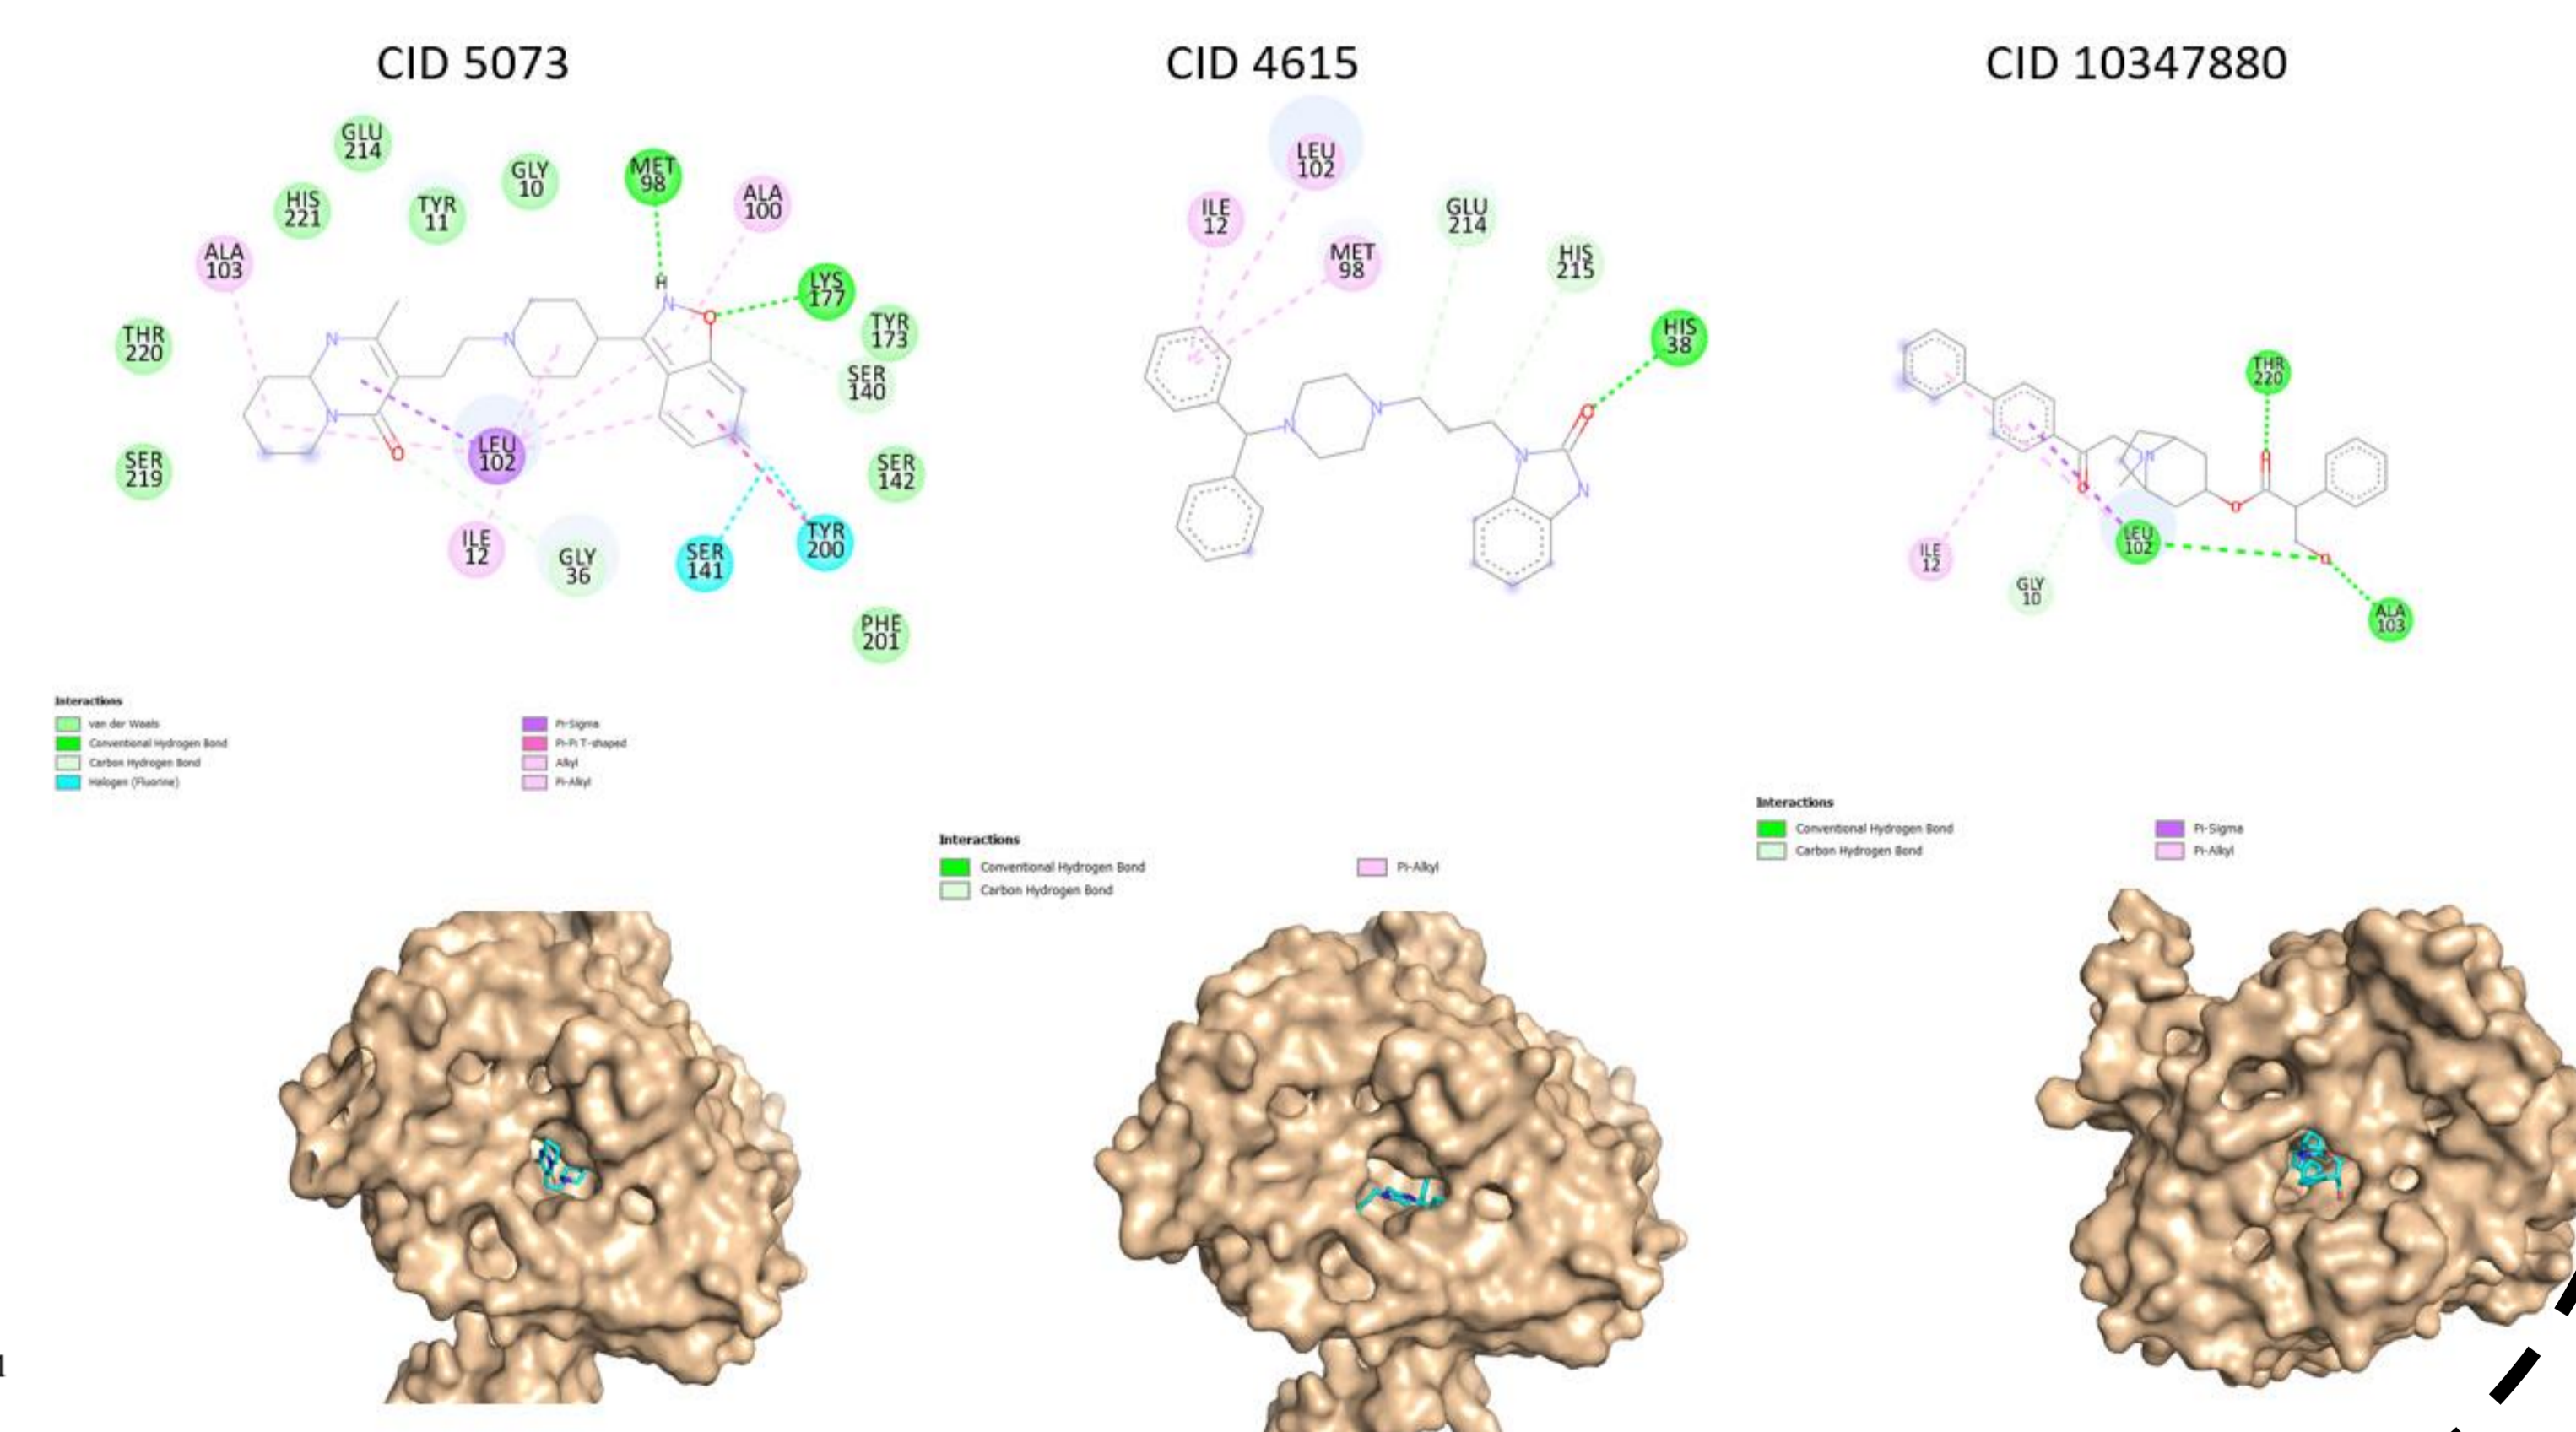 CID 5073
CID 4615
CID 10347880
GLU
214
HIS
221
TYR
11
GLY
10
MET
98
ALA
100
ALA
103
LYS
177
THR
220
TYR
173
SER
140
H
N
O
N
N
N
O
LEU
102
SER
219
SER
142
ILE
12
GLY
36
SER
141
TYR
200
PHE
201
Interactions
van der Waals
Conventional Hydrogen Bond
Carbon Hydrogen Bond
Halogen (Fluorine)
Pi-Sigma
Pi-Pi T-shaped
Alkyl
Pi-Alkyl
LEU
102
ILE
12
MET
98
GLU
214
HIS
215
HIS
38
O
N
N
N
N
Interactions
Conventional Hydrogen Bond
Carbon Hydrogen Bond
Pi-Alkyl
THR
220
N
O
O
O
LEU
102
ILE
12
GLY
10
ALA
103
Interactions
Conventional Hydrogen Bond
Carbon Hydrogen Bond
Pi-Sigma
Pi-Alkyl